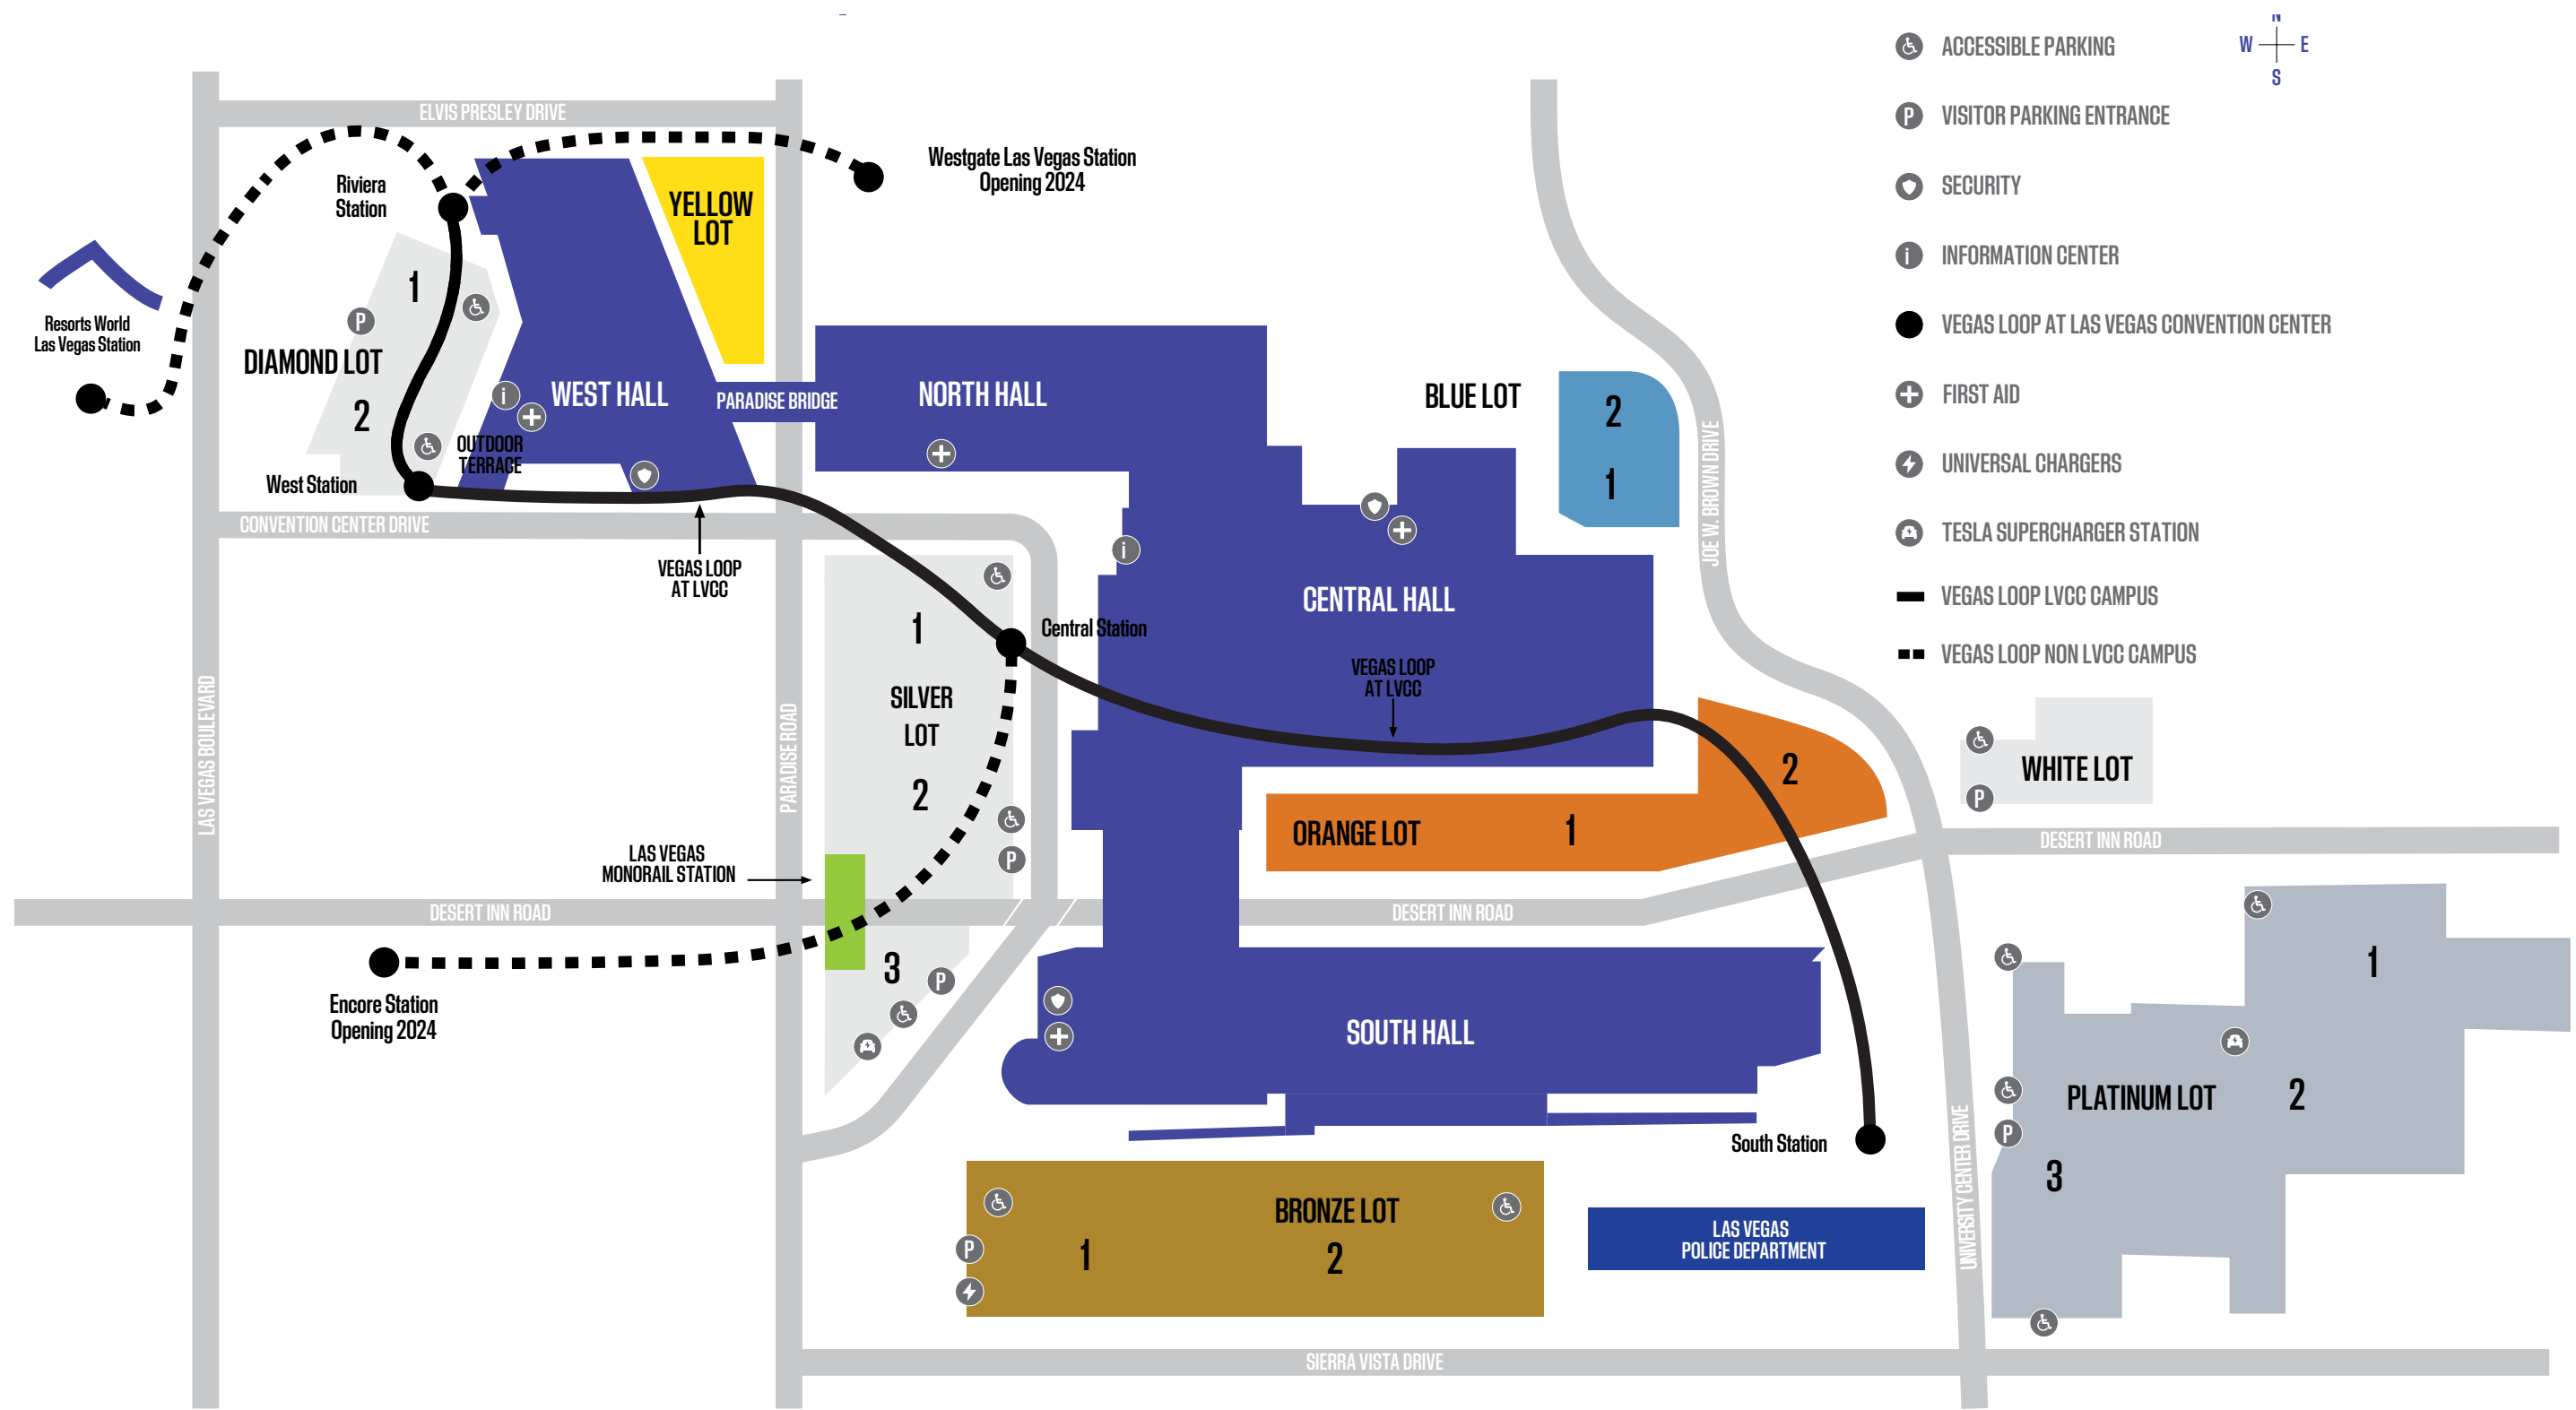 N
W E
S
ACCESSIBLE PARKING
P VISITOR PARKING ENTRANCE
SECURITY
i INFORMATION CENTER
VEGAS LOOP AT LAS VEGAS CONVENTION CENTER
FIRST AID
UNIVERSAL CHARGERS
TESLA SUPERCHARGER STATION
VEGAS LOOP LVCC CAMPUS
VEGAS LOOP NON LVCC CAMPUS
ELVIS PRESLEY DRIVE
Westgate Las Vegas Station
Opening 2024
Riviera
Station
YELLOW
LOT
1
P
Resorts World
Las Vegas Station
DIAMOND LOT
2
i
WEST HALL
PARADISE BRIDGE
NORTH HALL
BLUE LOT
2
1
OUTDOOR
TERRACE
West Station
CONVENTION CENTER DRIVE
JOE W. BROWN DRIVE
VEGAS LOOP
AT LVCC
i
CENTRAL HALL
1
Central Station
VEGAS LOOP
AT LVCC
SILVER
LOT
2
LAS VEGAS BOULEVARD
PARADISE ROAD
P
2
ORANGE LOT
1
WHITE LOT
P
DESERT INN ROAD
LAS VEGAS
MONORAIL STATION
DESERT INN ROAD
DESERT INN ROAD
3
P
Encore Station
Opening 2024
SOUTH HALL
1
PLATINUM LOT
2
P
3
South Station
UNIVERSITY CENTER DRIVE
BRONZE LOT
P
1
2
LAS VEGAS
POLICE DEPARTMENT
SIERRA VISTA DRIVE